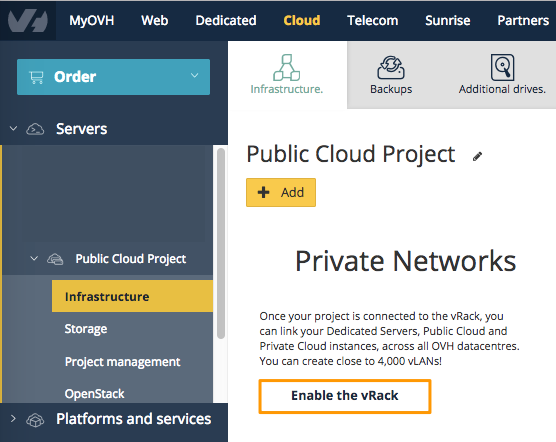 MyOVH Web Dedicated Cloud Telecom Sunrise Partners
Order
Servers
Public Cloud Project
Infrastructure
Storage
Project management
OpenStack
Platforms and services
Infrastructure. Backups Additional drives.
Public Cloud Project
+ Add
Private Networks
Once your project is connected to the vRack, you
can link your Dedicated Servers, Public Cloud and
Private Cloud instances, across all OVH datacentres.
You can create close to 4,000 vLANs!
Enable the vRack